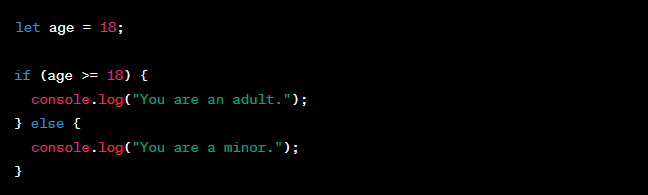 let age = 18;
if (age >= 18) {
  console.log("You are an adult.");
} else {
  console.log("You are a minor.");
}